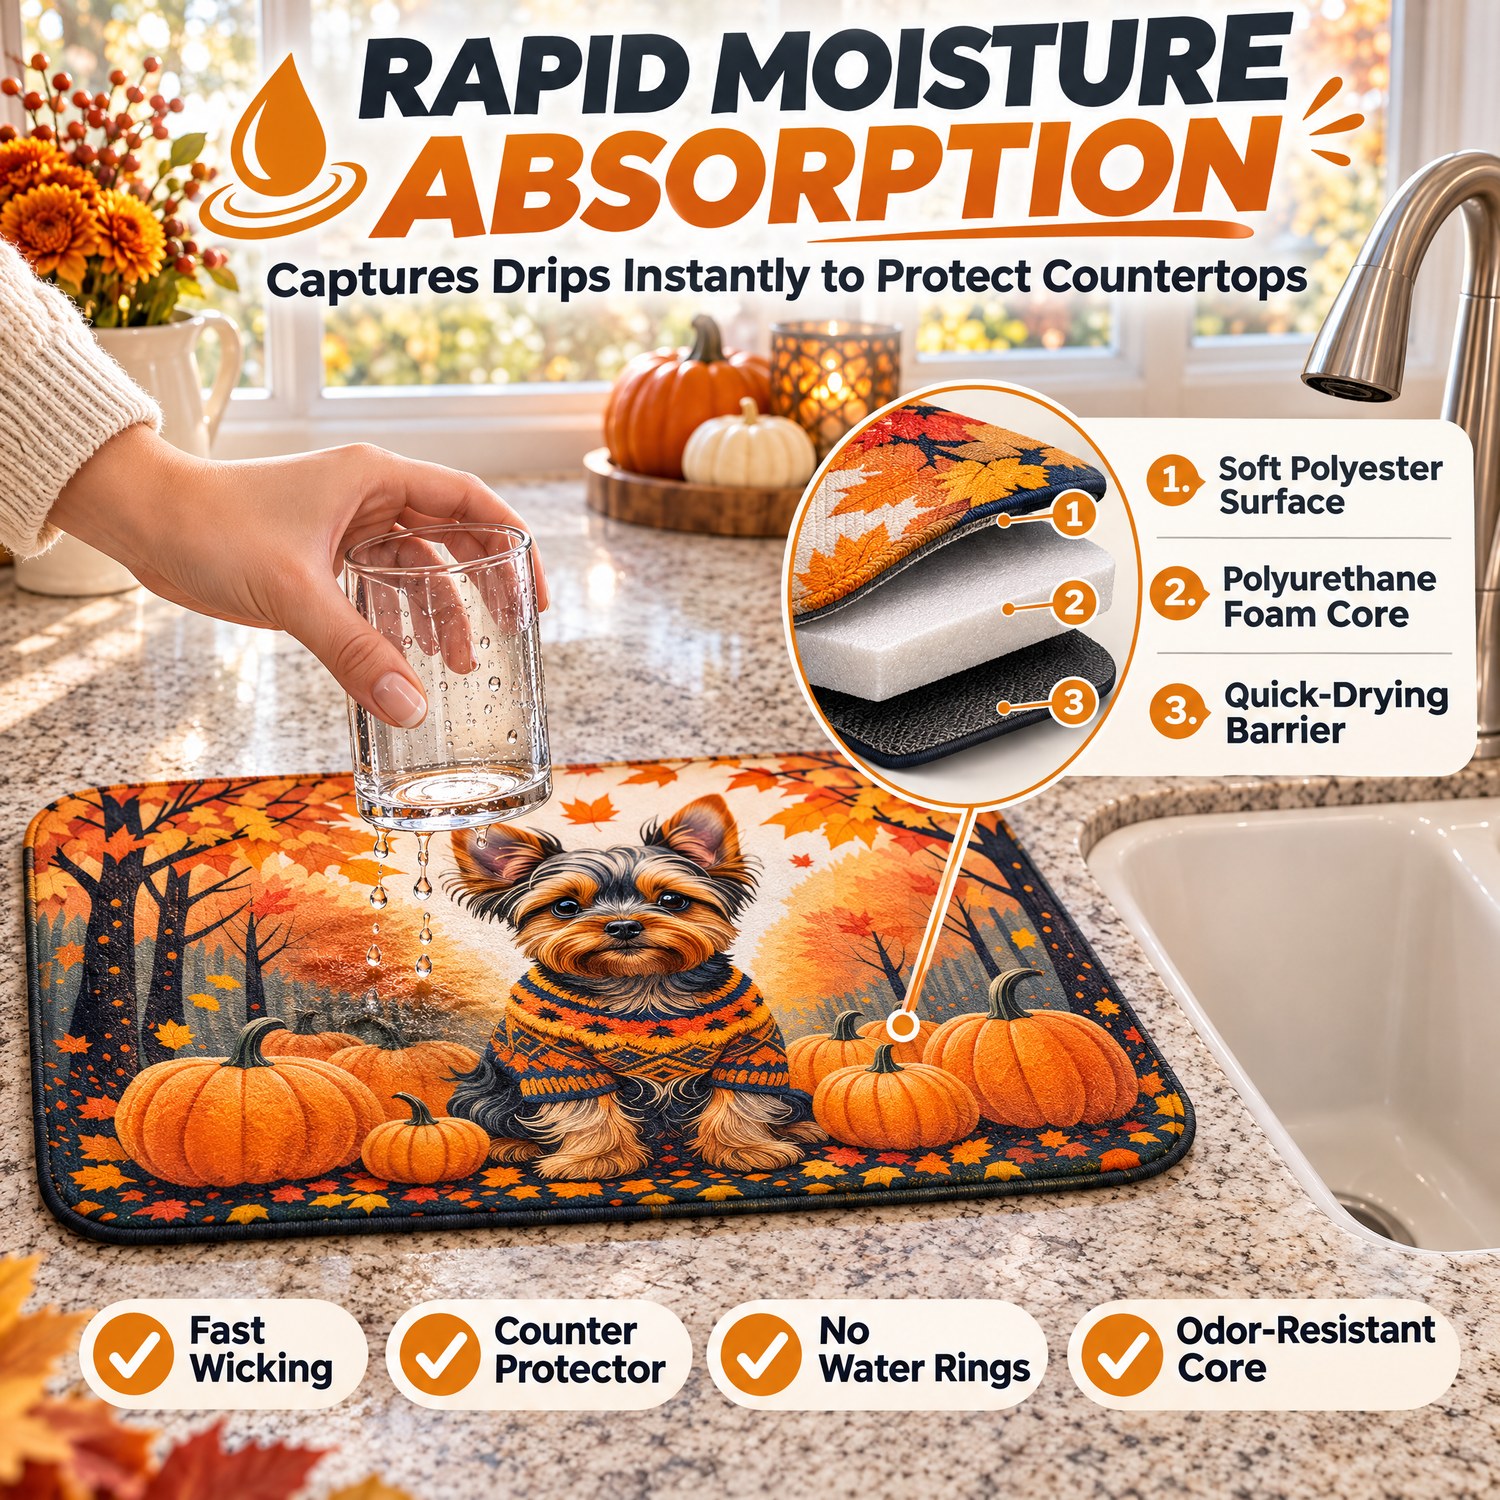 RAPID MOISTURE
ABSORPTION
Captures Drips Instantly to Protect Countertops
1
2
3
1. Soft Polyester
Surface
2. Polyurethane
Foam Core
3. Quick-Drying
Barrier
Fast
Wicking
Counter
Protector
No
Water Rings
Odor-Resistant
Core